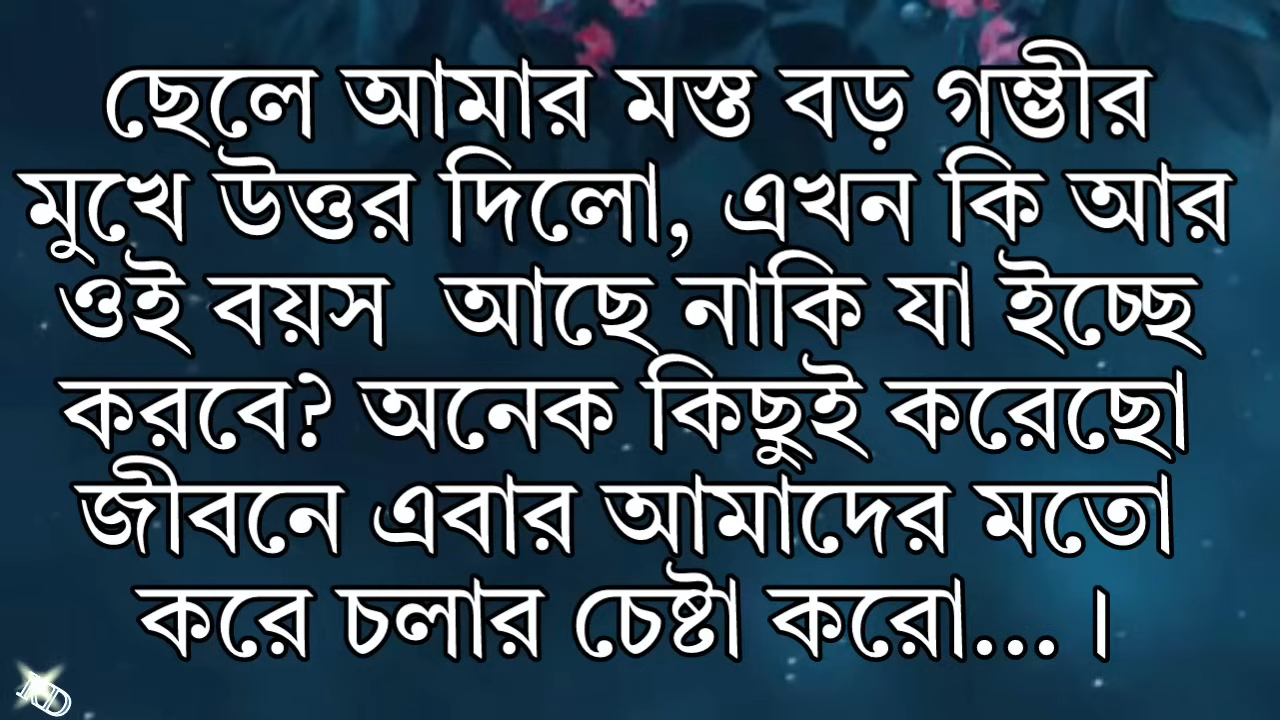 ছেলে আমার মস্ত বড় গম্ভীর
মুখে উত্তর দিলো, এখন কি আর
ওই বয়স আছে নাকি যা ইচ্ছে
করবে? অনেক কিছুই করেছো
জীবনে এবার আমাদের মতো
করে চলার চেষ্টা করো... ।